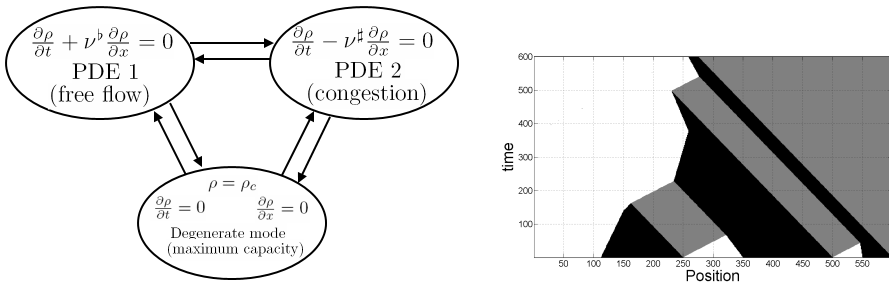 ∂ρ/∂t + ν♭ ∂ρ/∂x = 0
PDE 1
(free flow)
∂ρ/∂t − ν♯ ∂ρ/∂x = 0
PDE 2
(congestion)
ρ = ρc
∂ρ/∂t = 0 ∂ρ/∂x = 0
Degenerate mode
(maximum capacity)
time
600
500
400
300
200
100
50 100 150 200 250 300 350 400 450 500 550
Position